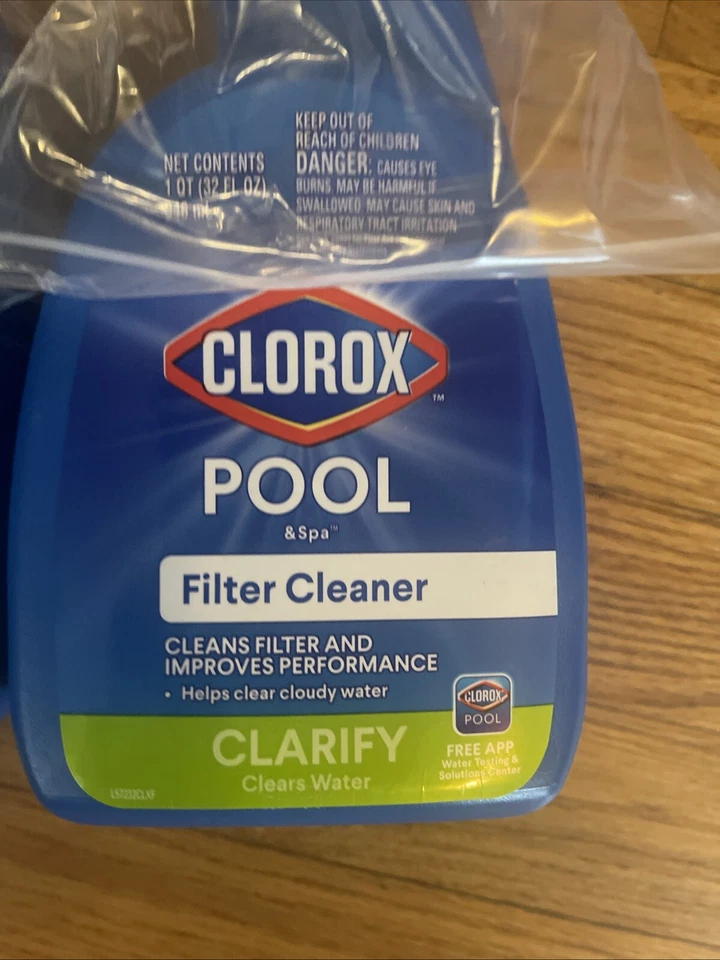 NET CONTENTS
1 QT (32 FL OZ)
KEEP OUT OF
REACH OF CHILDREN
DANGER: CAUSES EYE
BURNS MAY BE HARMFUL IF
SWALLOWED MAY CAUSE SKIN AND
RESPIRATORY TRACT IRRITATION
CLOROX
™
POOL
&Spa™
Filter Cleaner
CLEANS FILTER AND
IMPROVES PERFORMANCE
• Helps clear cloudy water
CLARIFY
Clears Water
CLOROX
POOL
FREE APP
Water Testing &
Solutions Center